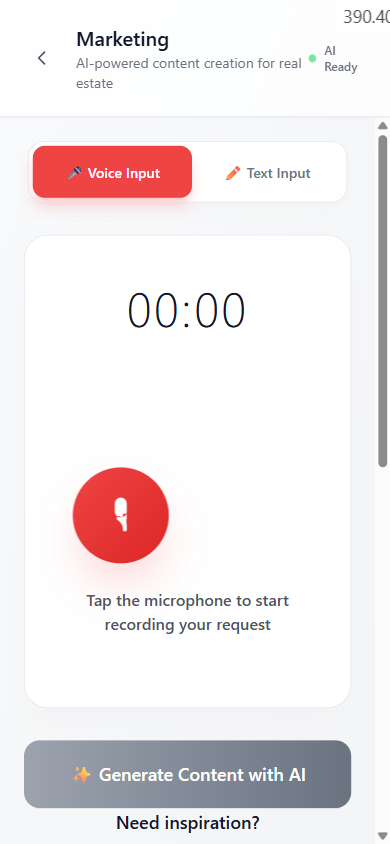 390.40
Marketing
AI-powered content creation for real
estate
AI
Ready
Voice Input
Text Input
00:00
Tap the microphone to start
recording your request
Generate Content with AI
Need inspiration?